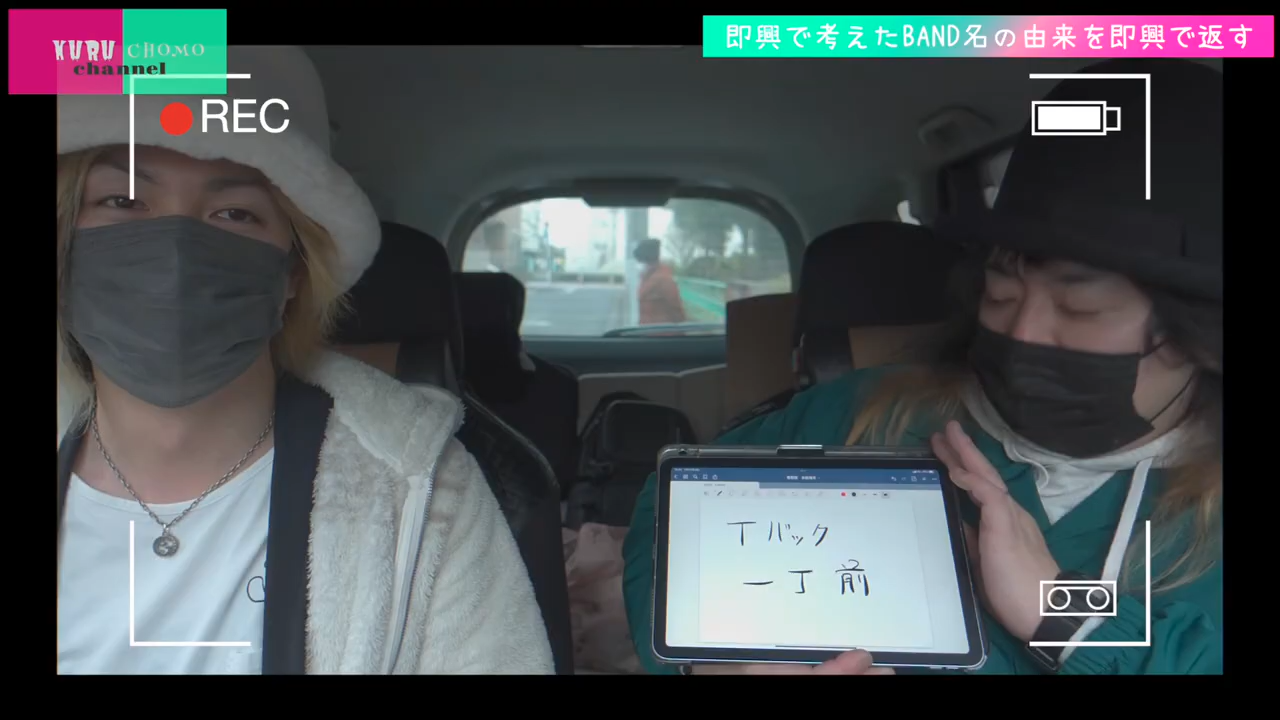 KURU CHOMO
channel
即興で考えたBAND名の由来を即興で返す
REC
Tバック
一丁前